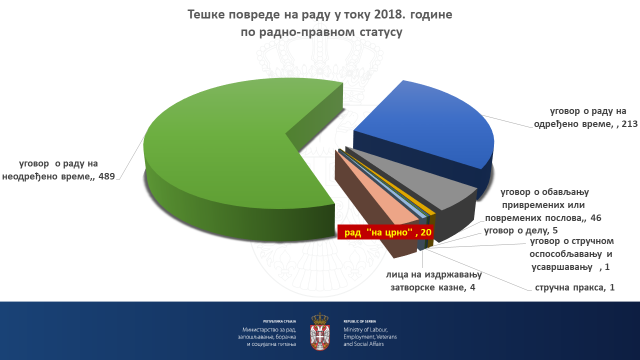 Тешке повреде на раду у току 2018. године
по радно-правном статусу
уговор о раду на
одређено време, , 213
уговор о раду на
неодређено време,, 489
уговор о обављању
привремених или
повремених послова,, 46
уговор о делу, 5
рад "на црно" , 20
уговор о стручном
оспособљавању и
усавршавању , 1
лица на издржавању
затворске казне, 4
стручна пракса, 1
РЕПУБЛИКА СРБИЈА
Министарство за рад,
запошљавање, борачка
и социјална питања
REPUBLIC OF SERBIA
Ministry of Labour,
Employment, Veterans
and Social Affairs